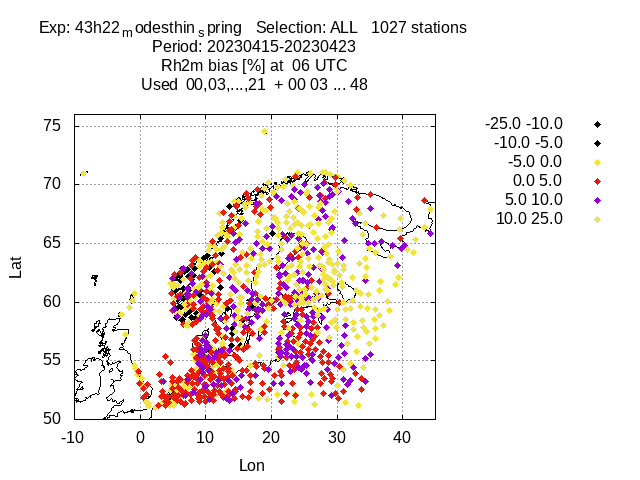 Exp: 43h22modesthinspring Selection: ALL 1027 stations
Period: 20230415-20230423
Rh2m bias [%] at 06 UTC
Used 00,03,...,21 + 00 03 ... 48
-25.0 -10.0
-10.0 -5.0
-5.0 0.0
0.0 5.0
5.0 10.0
10.0 25.0
75
70
65
60
55
50
Lat
-10 0 10 20 30 40
Lon